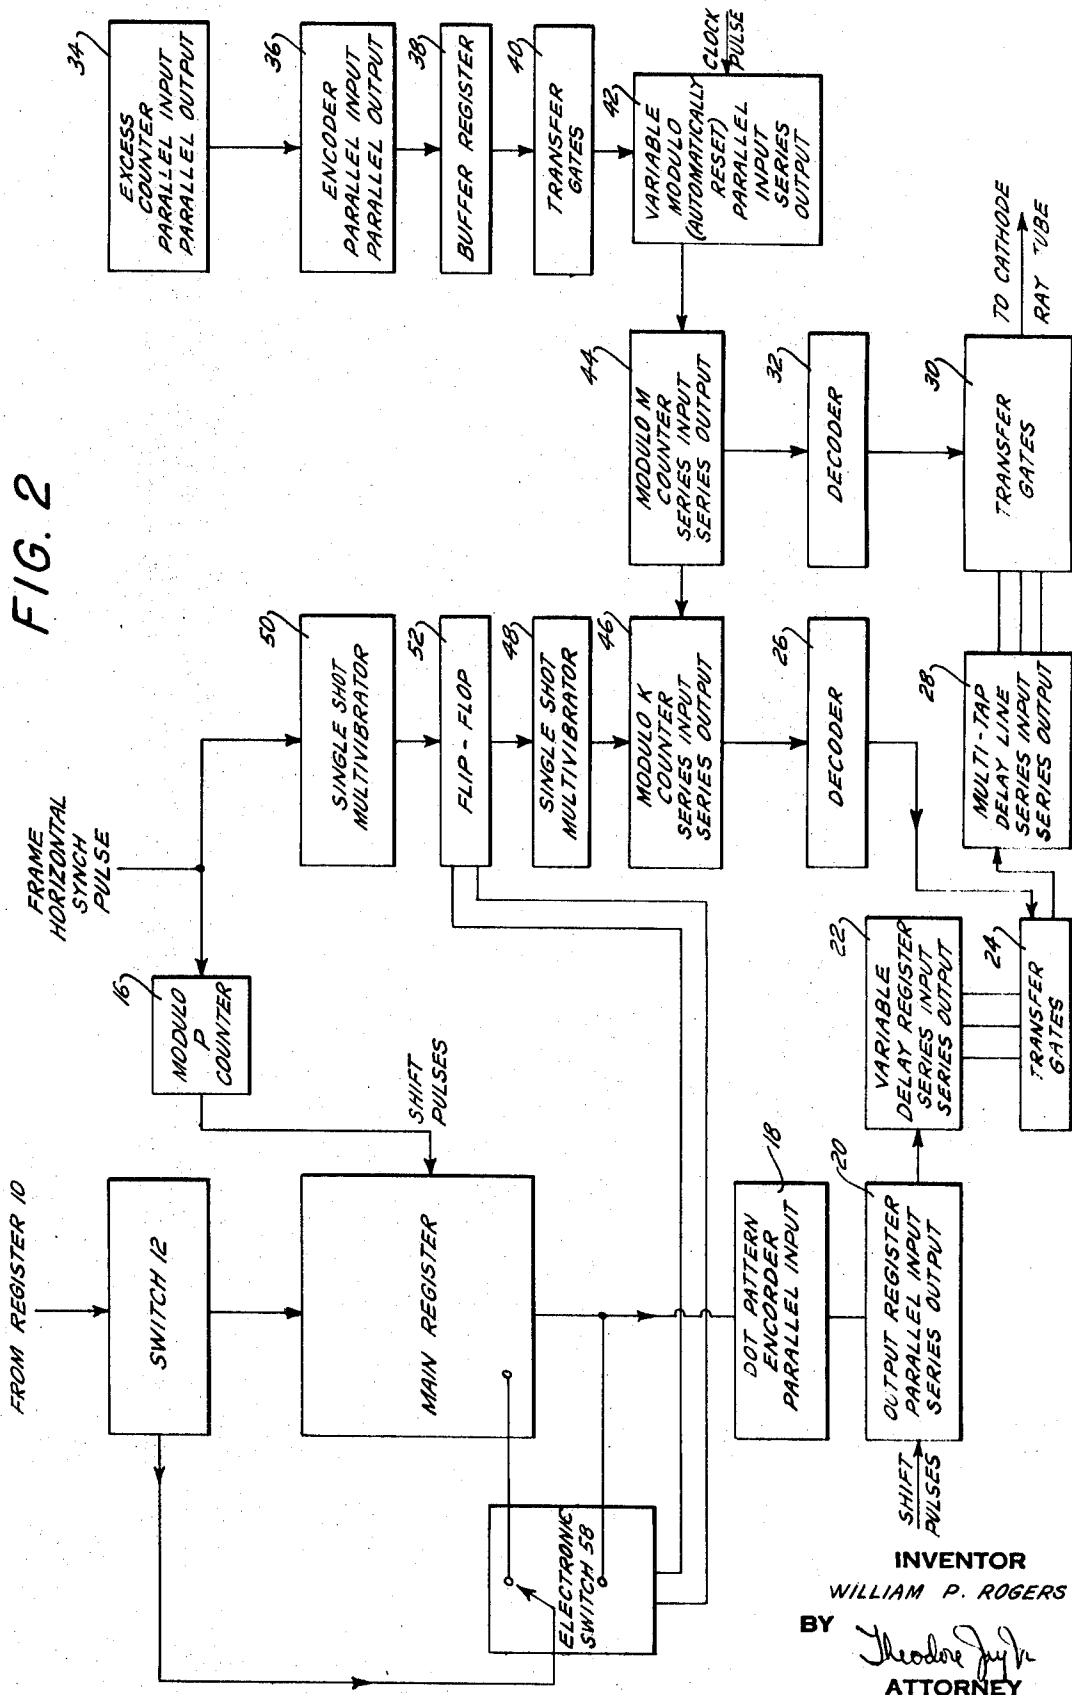 FIG. 2
FROM REGISTER 10
SWITCH 12
MAIN REGISTER
SHIFT
PULSES
ELECTRONIC
SWITCH 58
FRAME
HORIZONTAL
SYNCH
PULSE
16
MODULO
P
COUNTER
18
DOT PATTERN
ENCORDER
PARALLEL INPUT
20
OUTPUT REGISTER
PARALLEL INPUT
SERIES OUTPUT
SHIFT
PULSES
22
VARIABLE
DELAY REGISTER
SERIES INPUT
SERIES OUTPUT
24
TRANSFER
GATES
50
SINGLE SHOT
MULTIVIBRATOR
52
FLIP-FLOP
48
SINGLE SHOT
MULTIVIBRATOR
46
MODULO K
COUNTER
SERIES INPUT
SERIES OUTPUT
26
DECODER
28
MULTI-TAP
DELAY LINE
SERIES INPUT
SERIES OUTPUT
34
EXCESS
COUNTER
PARALLEL INPUT
PARALLEL OUTPUT
36
ENCODER
PARALLEL INPUT
PARALLEL OUTPUT
38
BUFFER REGISTER
40
TRANSFER
GATES
42
VARIABLE
MODULO
(AUTOMATICALLY
RESET)
PARALLEL
INPUT
SERIES
OUTPUT
CLOCK
PULSE
44
MODULO M
COUNTER
SERIES INPUT
SERIES OUTPUT
32
DECODER
30
TRANSFER
GATES
TO CATHODE
RAY TUBE
INVENTOR
WILLIAM P. ROGERS
BY
Theodore Jay Jr
ATTORNEY